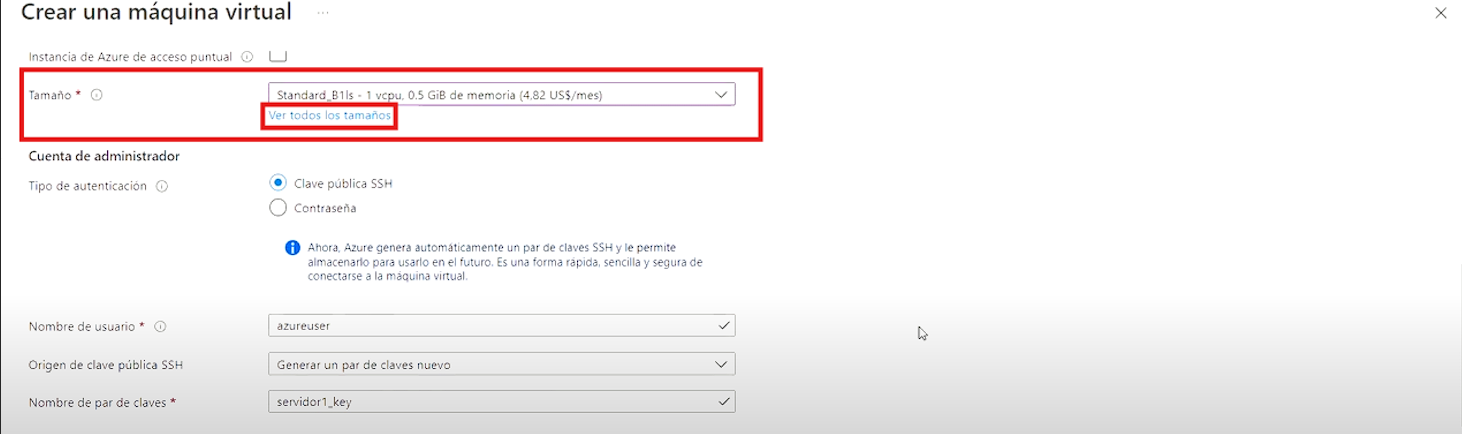 Crear una máquina virtual ...
Instancia de Azure de acceso puntual
Tamaño *
Standard_B1ls - 1 vcpu, 0.5 GiB de memoria (4,82 US$/mes)
Ver todos los tamaños
Cuenta de administrador
Tipo de autenticación
Clave pública SSH
Contraseña
Ahora, Azure genera automáticamente un par de claves SSH y le permite
almacenarlo para usarlo en el futuro. Es una forma rápida, sencilla y segura de
conectarse a la máquina virtual.
Nombre de usuario *
azureuser
Origen de clave pública SSH
Generar un par de claves nuevo
Nombre de par de claves *
servidor1_key